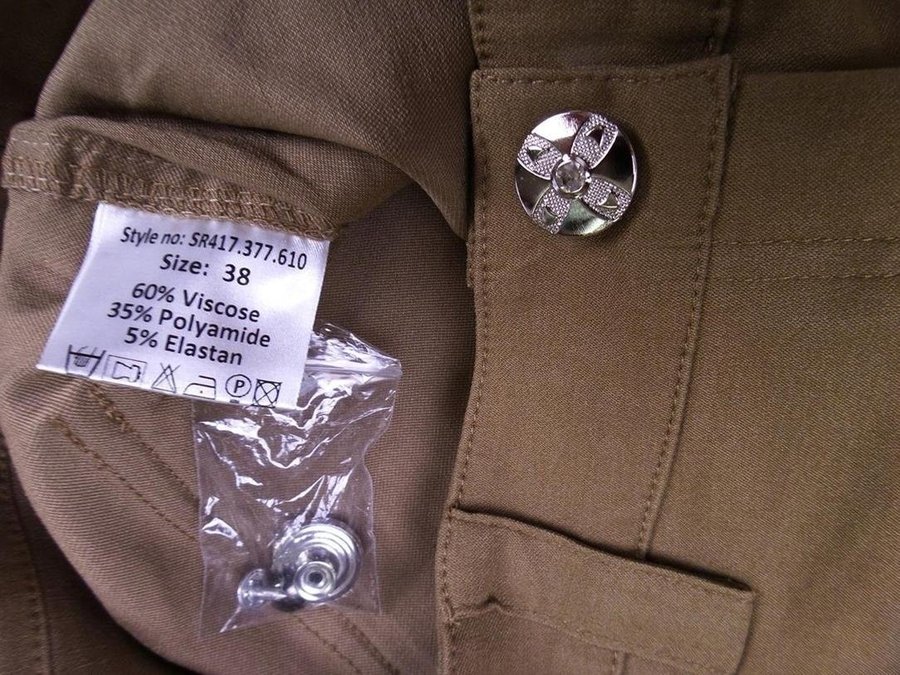 Style no: SR417.377.610
Size: 38
60% Viscose
35% Polyamide
5% Elastan
P